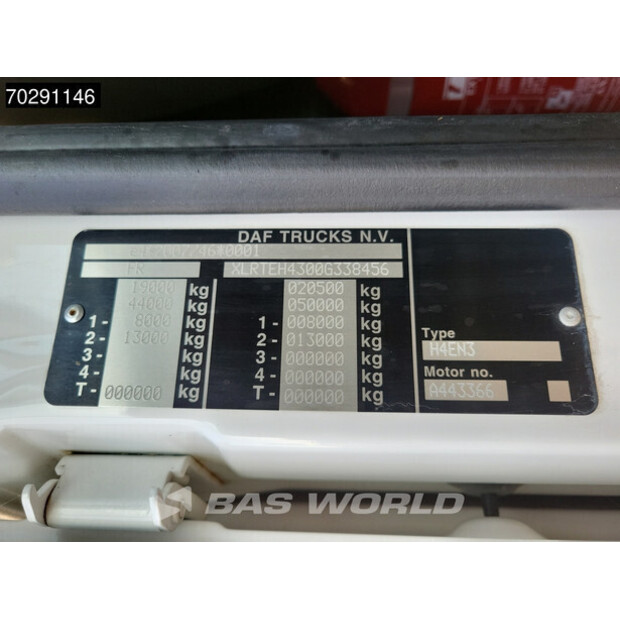 70291146
DAF TRUCKS N.V.
FR XLRTEH4300G338456
19000 kg 020500 kg
44000 kg 050000 kg
1- 8000 kg 1- 008000 kg
2- 13000 kg 2- 013000 kg
3- kg 3- 000000 kg
4- kg 4- 000000 kg
T- 000000 kg T- 000000 kg
Type
H4EN3
Motor no.
A443366
BAS WORLD